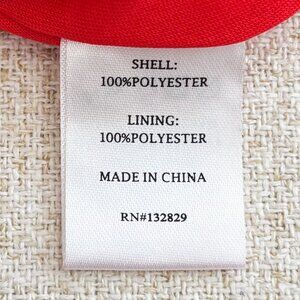 SHELL:
100%POLYESTER
LINING:
100%POLYESTER
MADE IN CHINA
RN#132829